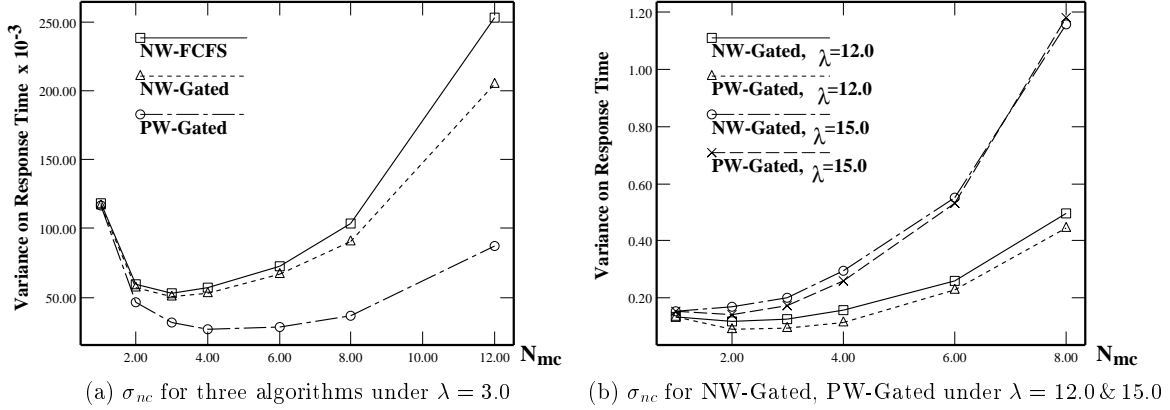 Variance on Response Time x 10-3
250.00
200.00
150.00
100.00
50.00
NW-FCFS
NW-Gated
PW-Gated
2.00 4.00 6.00 8.00 10.00 12.00
Nmc
(a) σnc for three algorithms under λ = 3.0
Variance on Response Time
1.20
1.00
0.80
0.60
0.40
0.20
NW-Gated, λ=12.0
PW-Gated, λ=12.0
NW-Gated, λ=15.0
PW-Gated, λ=15.0
2.00 4.00 6.00 8.00
Nmc
(b) σnc for NW-Gated, PW-Gated under λ = 12.0 & 15.0